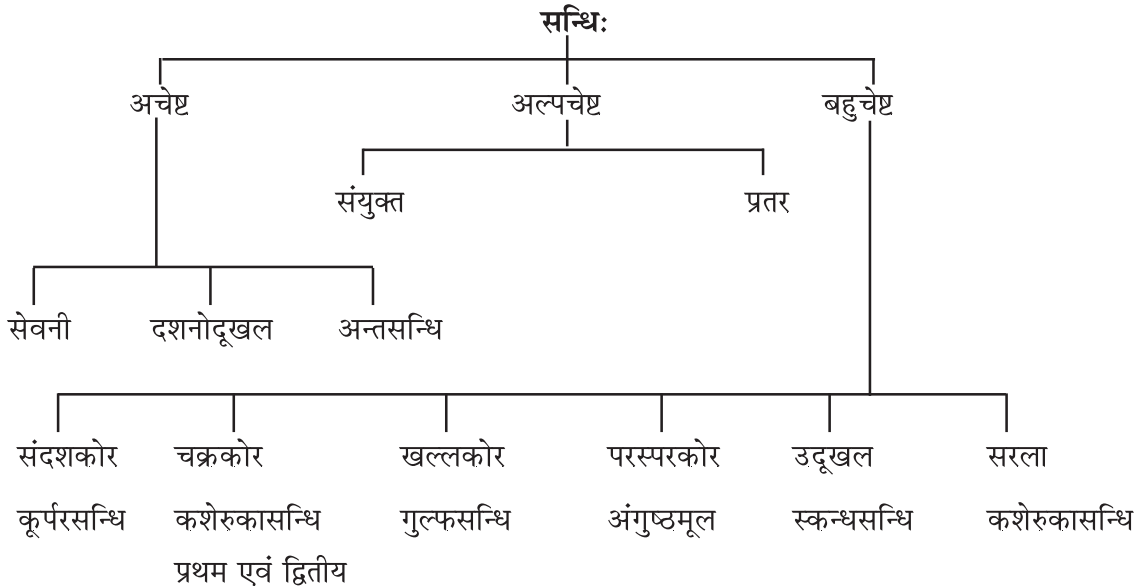 सन्धिः
अचेष्ट अल्पचेष्ट बहुचेष्ट
संयुक्त प्रतर
सेवनी दशनोदूखल अन्तसन्धि
संदशकोर चक्रकोर खल्लकोर परस्परकोर उदूखल सरला
कूर्परसन्धि कशेरुकासन्धि गुल्फसन्धि अंगुष्ठमूल स्कन्धसन्धि कशेरुकासन्धि
प्रथम एवं द्वितीय